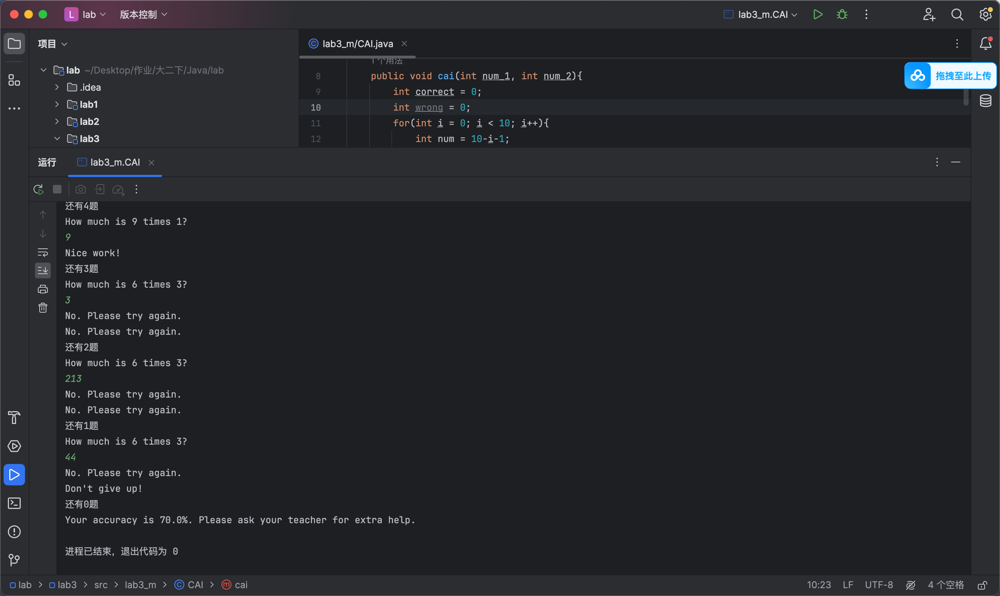 L lab 版本控制 lab3_m.CAI
项目
lab ~/Desktop/作业/大二下/Java/lab
.idea
lab1
lab2
lab3
lab3_m/CAI.java
1个用法
8 public void cai(int num_1, int num_2){
9 int correct = 0;
10 int wrong = 0;
11 for(int i = 0; i < 10; i++){
12 int num = 10-i-1;
拖拽至此上传
运行 lab3_m.CAI
还有4题
How much is 9 times 1?
9
Nice work!
还有3题
How much is 6 times 3?
3
No. Please try again.
No. Please try again.
还有2题
How much is 6 times 3?
213
No. Please try again.
No. Please try again.
还有1题
How much is 6 times 3?
44
No. Please try again.
Don't give up!
还有0题
Your accuracy is 70.0%. Please ask your teacher for extra help.
进程已结束，退出代码为 0
lab > lab3 > src > lab3_m > CAI > cai 10:23 LF UTF-8 4 个空格